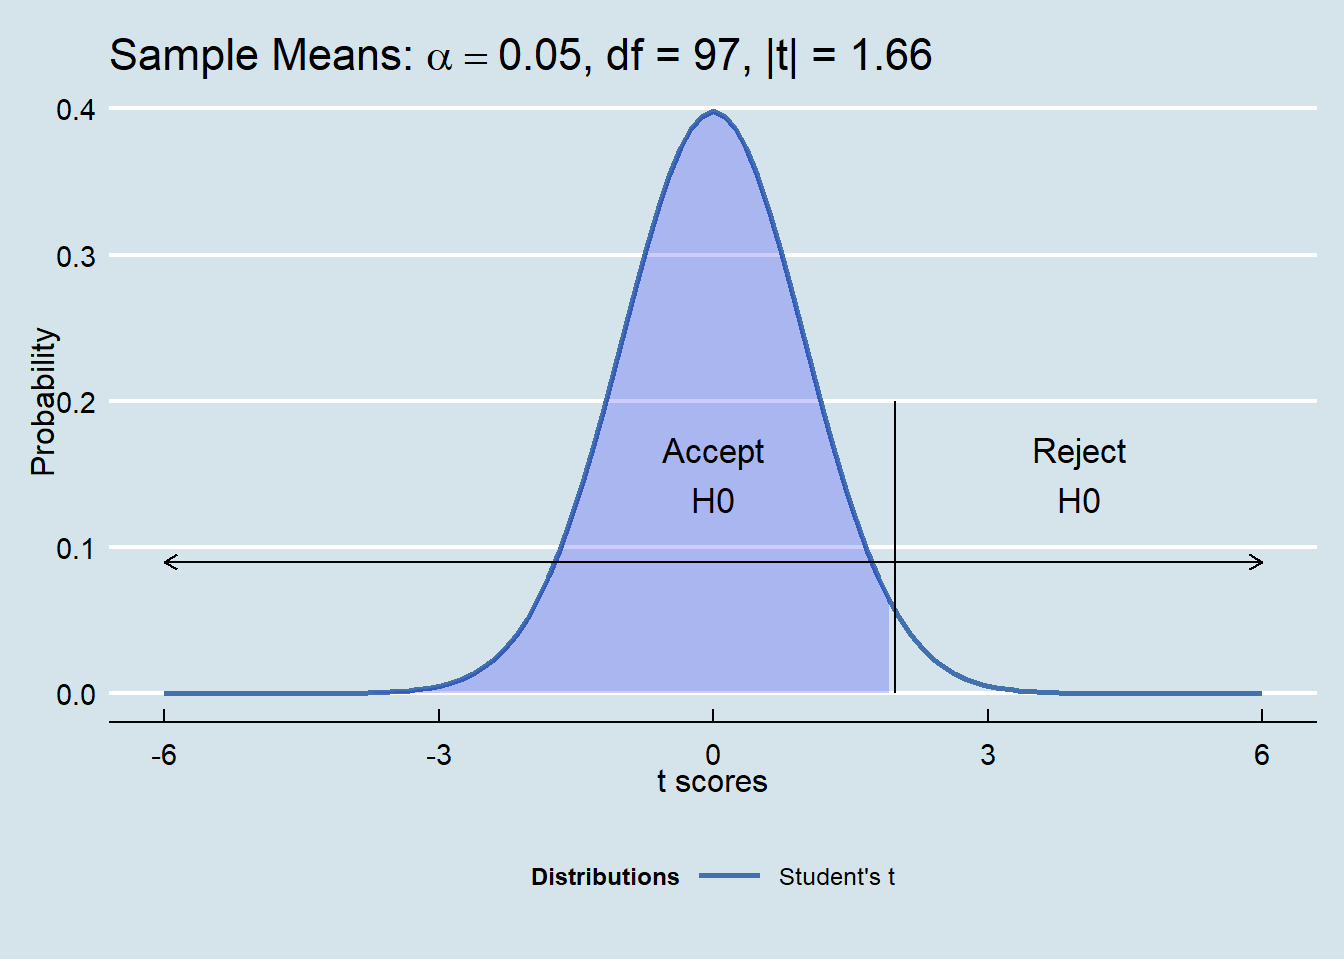 Sample Means: α = 0.05, df = 97, |t| = 1.66
Probability
0.4
0.3
0.2
0.1
0.0
Accept
H0
Reject
H0
-6
-3
0
3
6
t scores
Distributions
Student's t